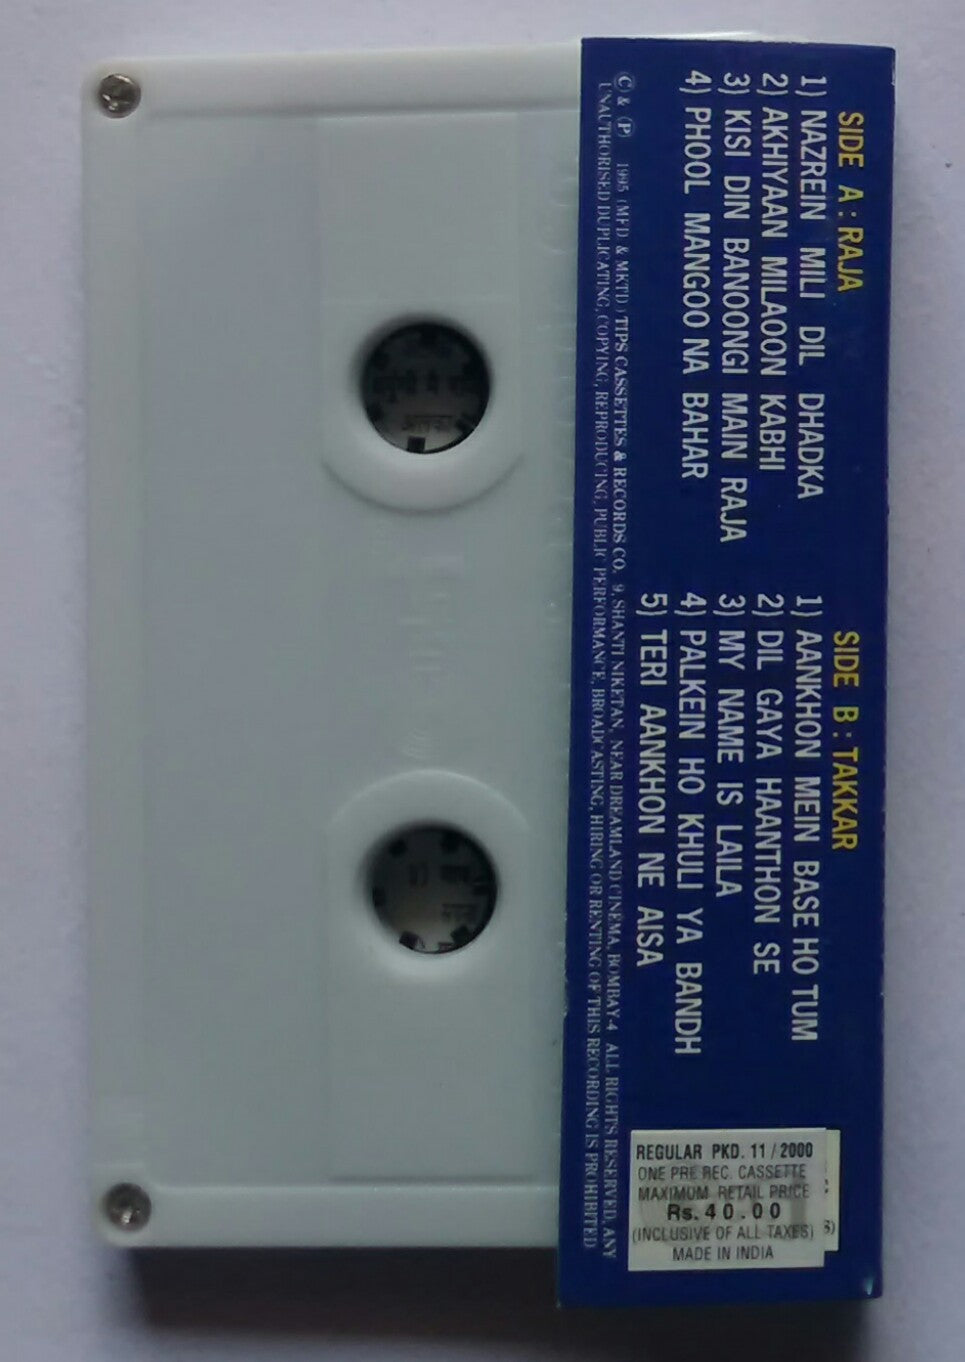 SIDE A : RAJA
1) NAZREIN MILI DIL DHADKA
2) AKHIYAAN MILAOON KABHI
3) KISI DIN BANOONGI MAIN RAJA
4) PHOOL MANGOO NA BAHAR
SIDE B : TAKKAR
1) AANKHON MEIN BASE HO TUM
2) DIL GAYA HAANTHON SE
3) MY NAME IS LAILA
4) PALKEIN HO KHULI YA BANDH
5) TERI AANKHON NE AISA
© & ℗ 1995 (MFD. & MKTD.) TIPS CASSETTES & RECORDS CO. 9, SHANTI NIKETAN, NEAR DREAMLAND CINEMA, BOMBAY-4 ALL RIGHTS RESERVED. ANY
UNAUTHORISED DUPLICATING, COPYING, REPRODUCING, PUBLIC PERFORMANCE, BROADCASTING, HIRING OR RENTING OF THIS RECORDING IS PROHIBITED
REGULAR PKD. 11 / 2000
ONE PRE REC. CASSETTE
MAXIMUM RETAIL PRICE
Rs. 40.00
(INCLUSIVE OF ALL TAXES)
MADE IN INDIA